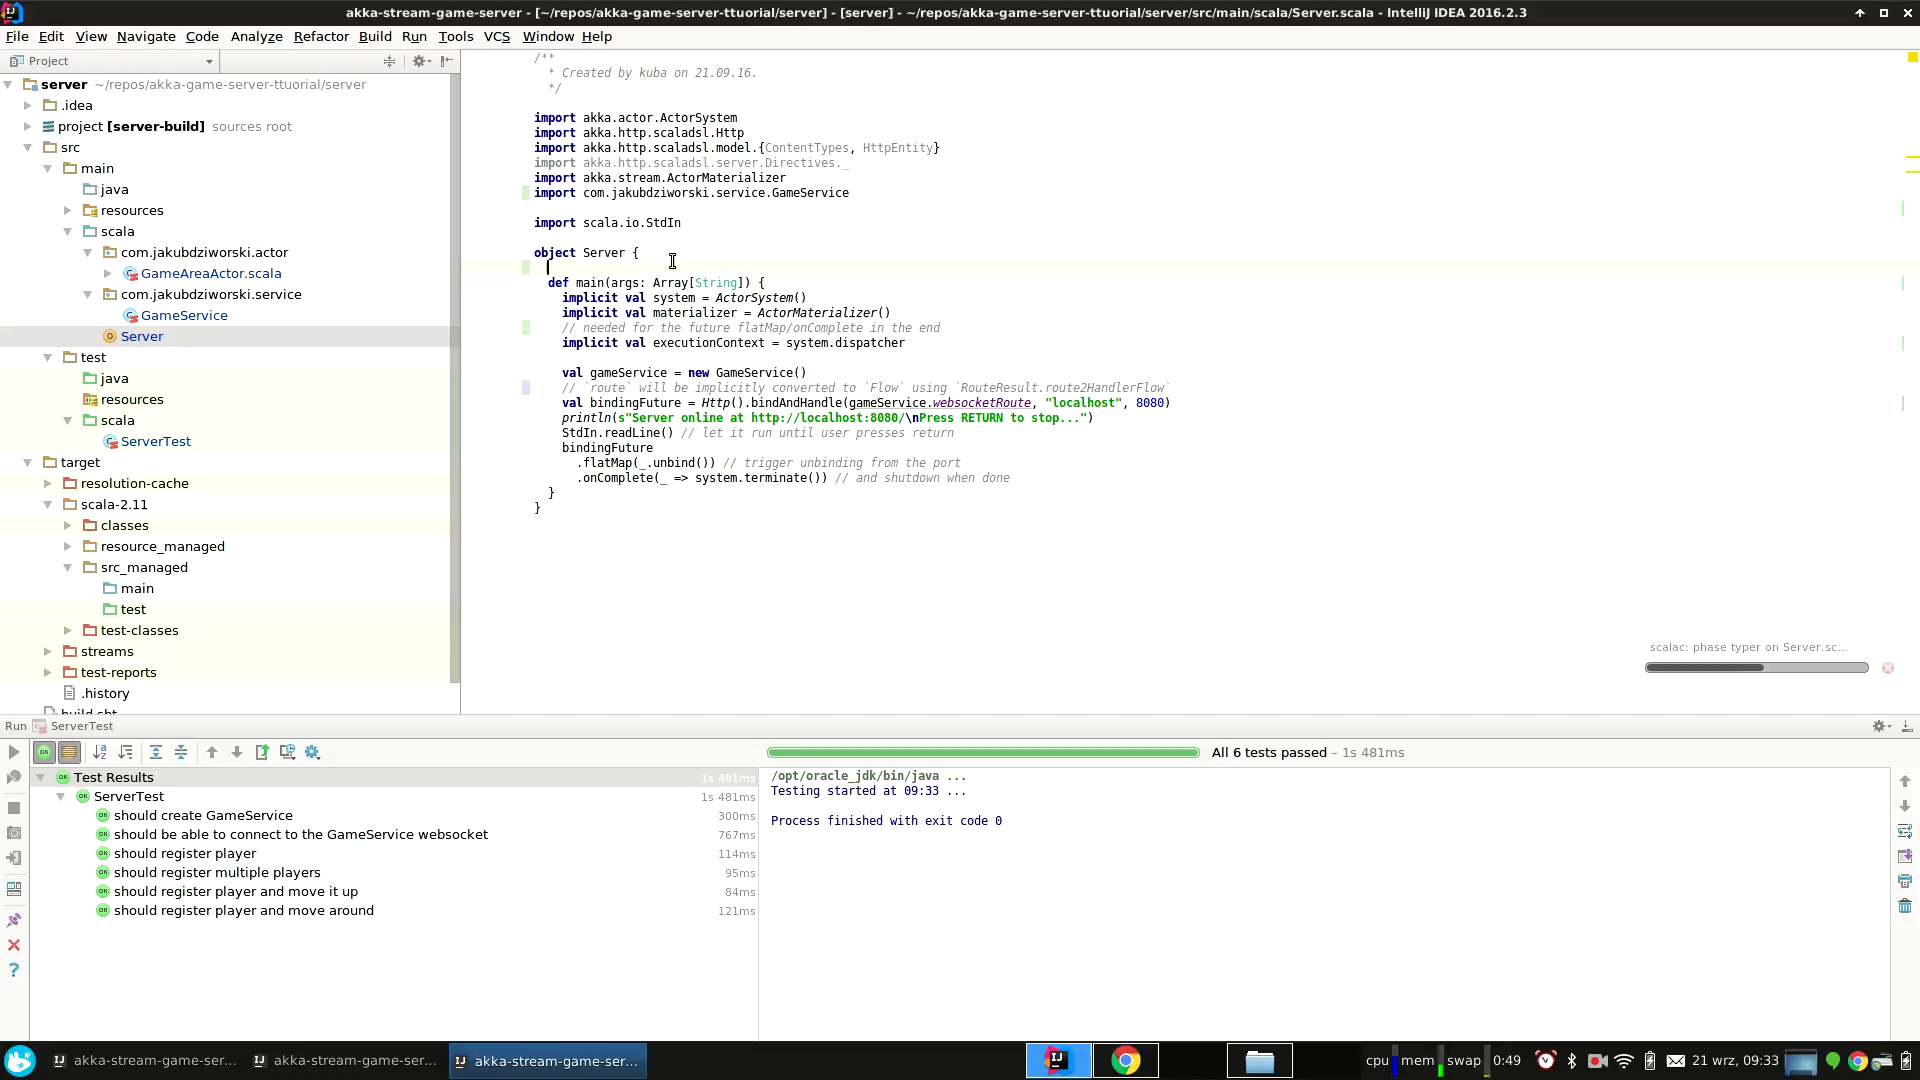 akka-stream-game-server - [~/repos/akka-game-server-ttuorial/server] - [server] - ~/repos/akka-game-server-ttuorial/server/src/main/scala/Server.scala - IntelliJ IDEA 2016.2.3
File Edit View Navigate Code Analyze Refactor Build Run Tools VCS Window Help
Project
server ~/repos/akka-game-server-ttuorial/server
.idea
project [server-build] sources root
src
main
java
resources
scala
com.jakubdziworski.actor
GameAreaActor.scala
com.jakubdziworski.service
GameService
Server
test
java
resources
scala
ServerTest
target
resolution-cache
scala-2.11
classes
resource_managed
src_managed
main
test
test-classes
streams
test-reports
.history
build.sbt
/**
* Created by kuba on 21.09.16.
*/
import akka.actor.ActorSystem
import akka.http.scaladsl.Http
import akka.http.scaladsl.model.{ContentTypes, HttpEntity}
import akka.http.scaladsl.server.Directives._
import akka.stream.ActorMaterializer
import com.jakubdziworski.service.GameService
import scala.io.StdIn
object Server {
def main(args: Array[String]) {
implicit val system = ActorSystem()
implicit val materializer = ActorMaterializer()
// needed for the future flatMap/onComplete in the end
implicit val executionContext = system.dispatcher
val gameService = new GameService()
// `route` will be implicitly converted to `Flow` using `RouteResult.route2HandlerFlow`
val bindingFuture = Http().bindAndHandle(gameService.websocketRoute, "localhost", 8080)
println(s"Server online at http://localhost:8080/\nPress RETURN to stop...")
StdIn.readLine() // let it run until user presses return
bindingFuture
.flatMap(_.unbind()) // trigger unbinding from the port
.onComplete(_ => system.terminate()) // and shutdown when done
}
}
scalac: phase typer on Server.sc...
Run ServerTest
All 6 tests passed – 1s 481ms
Test Results 1s 481ms
ServerTest 1s 481ms
should create GameService 300ms
should be able to connect to the GameService websocket 767ms
should register player 114ms
should register multiple players 95ms
should register player and move it up 84ms
should register player and move around 121ms
/opt/oracle_jdk/bin/java ...
Testing started at 09:33 ...
Process finished with exit code 0
akka-stream-game-ser... akka-stream-game-ser... akka-stream-game-ser... cpu mem swap 0:49 21 wrz, 09:33